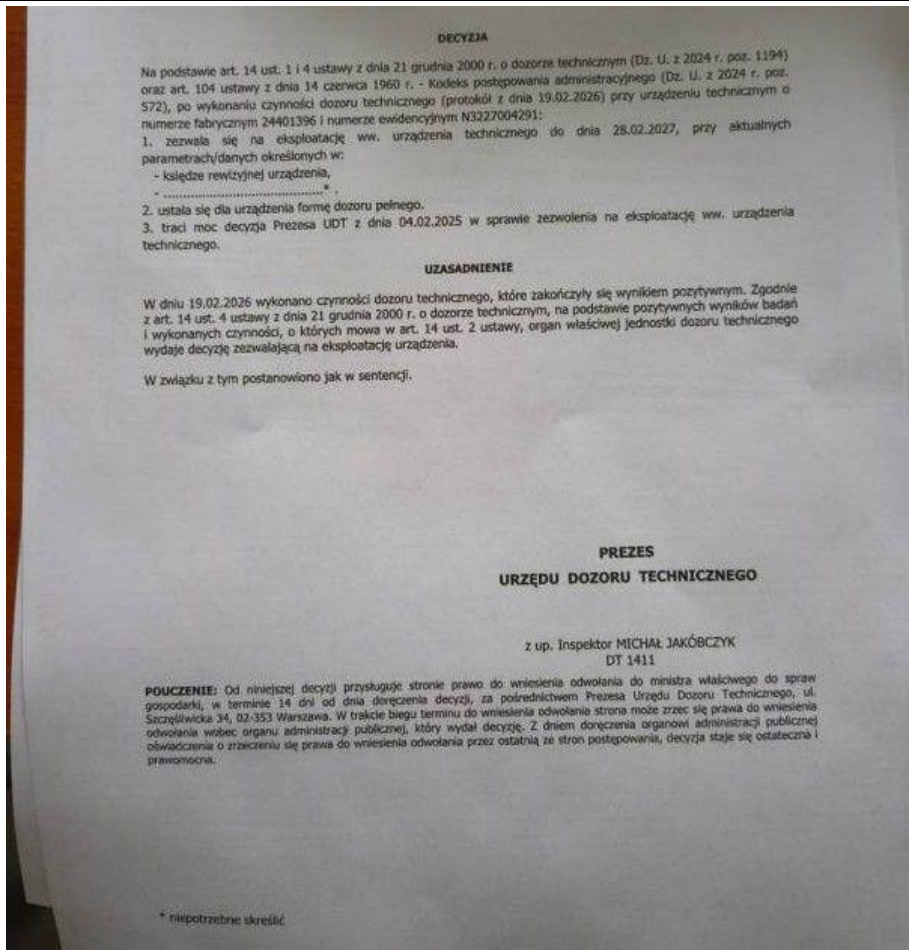 DECYZJA
Na podstawie art. 14 ust. 1 i 4 ustawy z dnia 21 grudnia 2000 r. o dozorze technicznym (Dz. U. z 2024 r. poz. 1194)
oraz art. 104 ustawy z dnia 14 czerwca 1960 r. - Kodeks postępowania administracyjnego (Dz. U. z 2024 r. poz.
572), po wykonaniu czynności dozoru technicznego (protokół z dnia 19.02.2026) przy urządzeniu technicznym o
numerze fabrycznym 24401396 i numerze ewidencyjnym N3227004291:
1. zezwala się na eksploatację ww. urządzenia technicznego do dnia 28.02.2027, przy aktualnych
parametrach/danych określonych w:
- księdze rewizyjnej urządzenia,
- ........................................* ,
2. ustala się dla urządzenia formę dozoru pełnego.
3. traci moc decyzja Prezesa UDT z dnia 04.02.2025 w sprawie zezwolenia na eksploatację ww. urządzenia
technicznego.
UZASADNIENIE
W dniu 19.02.2026 wykonano czynności dozoru technicznego, które zakończyły się wynikiem pozytywnym. Zgodnie
z art. 14 ust. 4 ustawy z dnia 21 grudnia 2000 r. o dozorze technicznym, na podstawie pozytywnych wyników badań
i wykonanych czynności, o których mowa w art. 14 ust. 2 ustawy, organ właściwej jednostki dozoru technicznego
wydaje decyzję zezwalającą na eksploatację urządzenia.
W związku z tym postanowiono jak w sentencji.
PREZES
URZĘDU DOZORU TECHNICZNEGO
z up. Inspektor MICHAŁ JAKÓBCZYK
DT 1411
POUCZENIE: Od niniejszej decyzji przysługuje stronie prawo do wniesienia odwołania do ministra właściwego do spraw
gospodarki, w terminie 14 dni od dnia doręczenia decyzji, za pośrednictwem Prezesa Urzędu Dozoru Technicznego, ul.
Szczęśliwicka 34, 02-353 Warszawa. W trakcie biegu terminu do wniesienia odwołania strona może zrzec się prawa do wniesienia
odwołania wobec organu administracji publicznej, który wydał decyzję. Z dniem doręczenia organowi administracji publicznej
oświadczenia o zrzeczeniu się prawa do wniesienia odwołania przez ostatnią ze stron postępowania, decyzja staje się ostateczna i
prawomocna.
* niepotrzebne skreślić